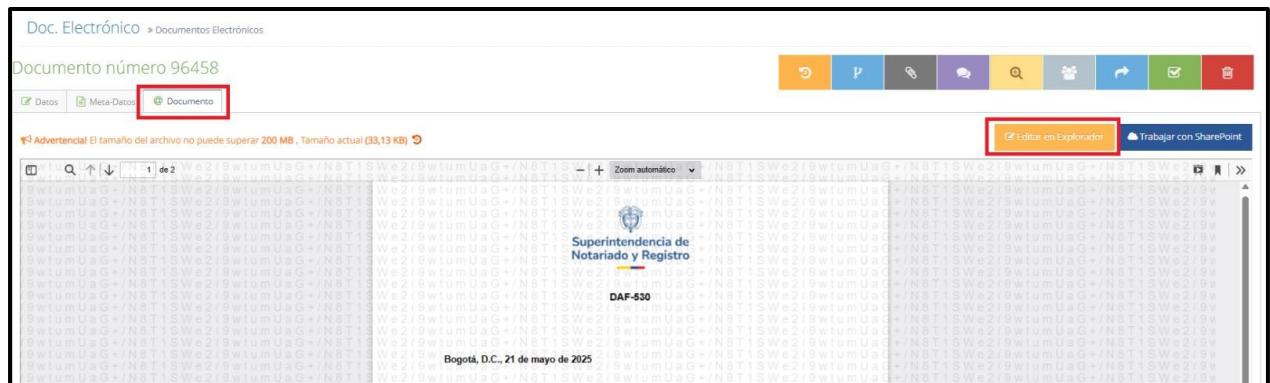 Doc. Electrónico » Documentos Electrónicos
Documento número 96458
Datos Meta-Datos Documento
Advertencia! El tamaño del archivo no puede superar 200 MB , Tamaño actual (33,13 KB)
Editar en Explorador Trabajar con SharePoint
1 de 2 Zoom automático
Superintendencia de
Notariado y Registro
DAF-530
Bogotá, D.C., 21 de mayo de 2025